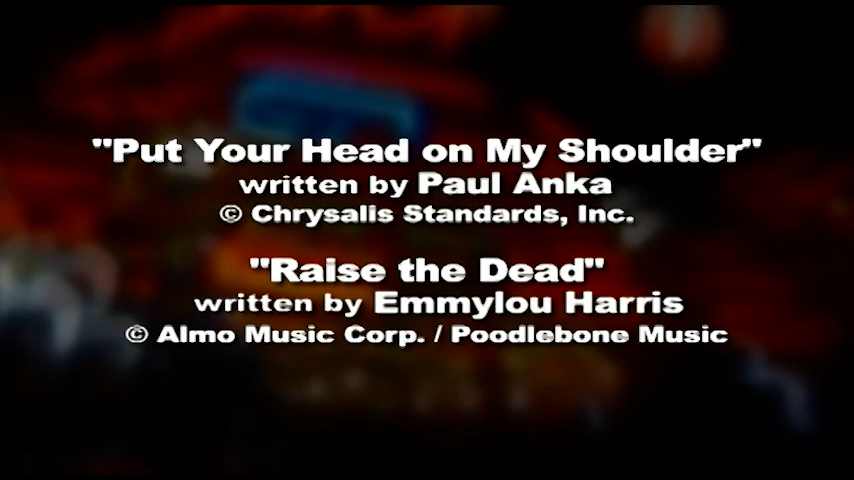 "Put Your Head on My Shoulder"
written by Paul Anka
© Chrysalis Standards, Inc.
"Raise the Dead"
written by Emmylou Harris
© Almo Music Corp. / Poodlebone Music